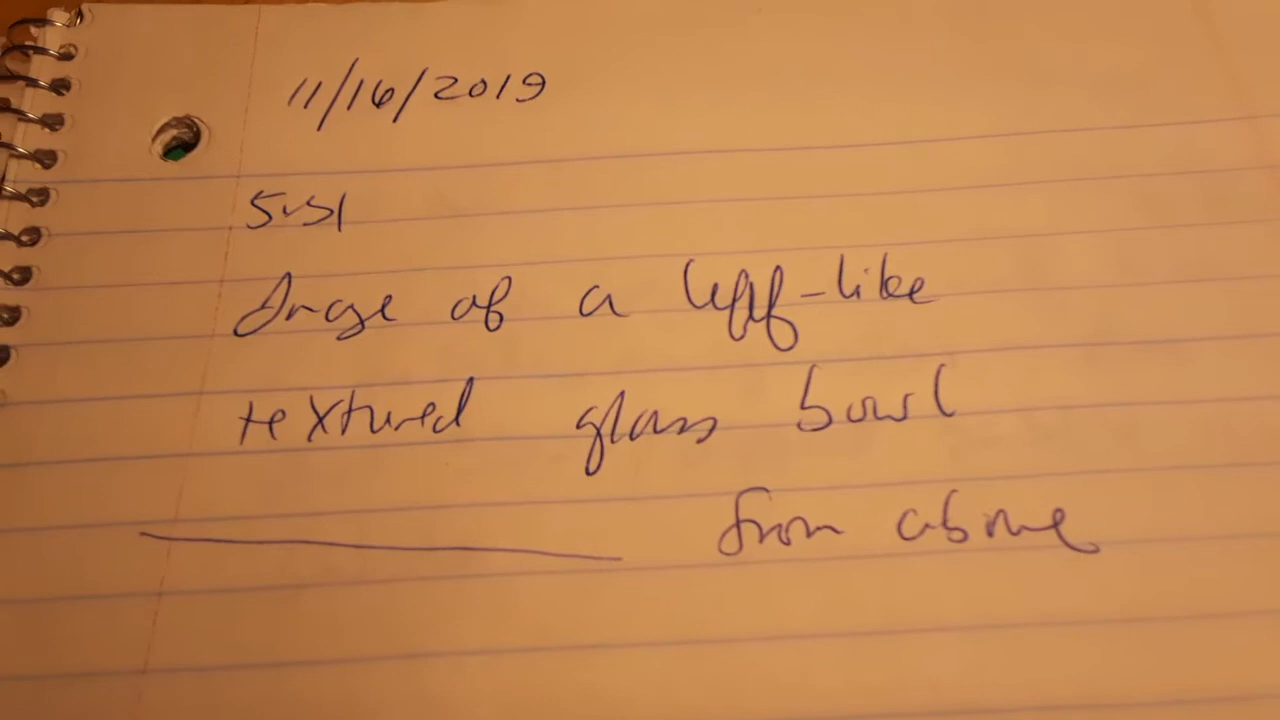 11/16/2019
Image of a leaf-like
textured glass bowl
from above